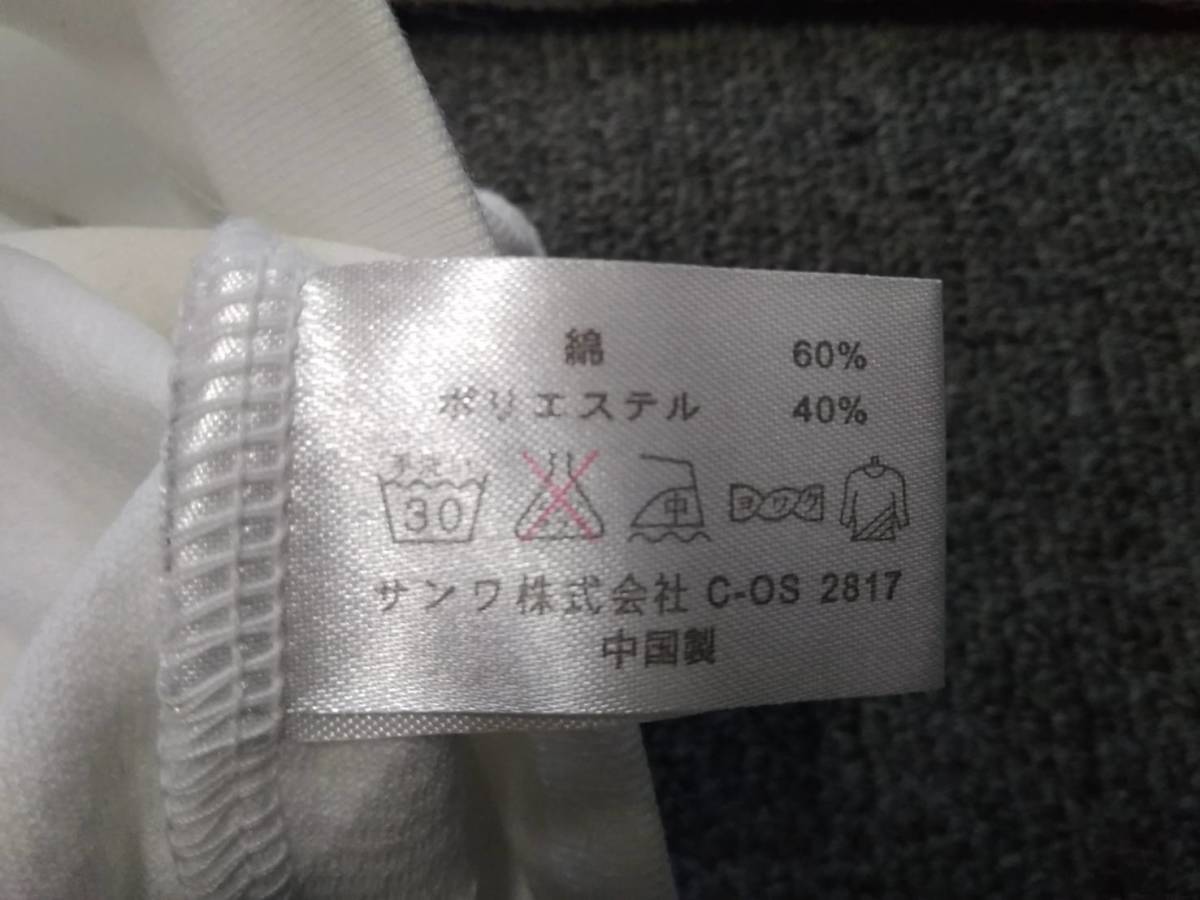 綿 60%
ポリエステル 40%
手洗イ 30 中 ヨワク
サンワ株式会社 C-OS 2817
中国製